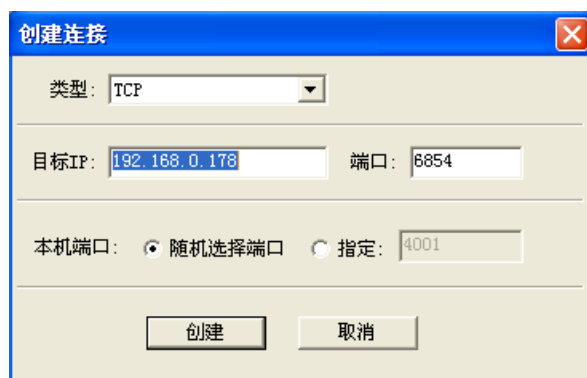 创建连接
类型: TCP
目标IP: 192.168.0.178 端口: 6854
本机端口: 随机选择端口 指定: 4001
创建 取消